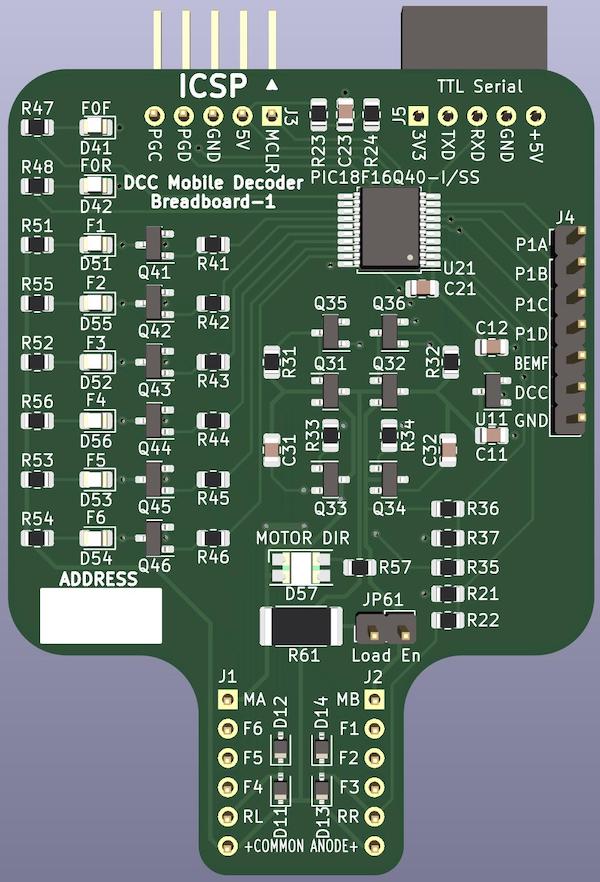 ICSP
TTL Serial
R47
F0F
D41
PGC
PGD
GND
5V
MCLR
J3
R23
C23
R24
J5
3V3
TXD
RXD
GND
+5V
R48
F0R
D42
DCC Mobile Decoder
Breadboard-1
PIC18F16Q40-I/SS
R51
F1
D51
Q41
R41
U21
C21
J4
P1A
P1B
P1C
P1D
BEMF
DCC
GND
R55
F2
D55
Q42
R42
Q35
Q36
C12
R52
F3
D52
Q43
R43
R31
Q31
Q32
R32
R56
F4
D56
Q44
R44
C31
R33
R34
C32
U11
C11
R53
F5
D53
Q45
R45
Q33
Q34
R54
F6
D54
Q46
R46
R36
R37
R35
R21
R22
MOTOR DIR
D57
R57
ADDRESS
R61
JP61
Load En
J1
J2
MA
D12
D14
MB
F6
F1
F5
F2
F4
F3
RL
D11
D13
RR
+COMMON ANODE+